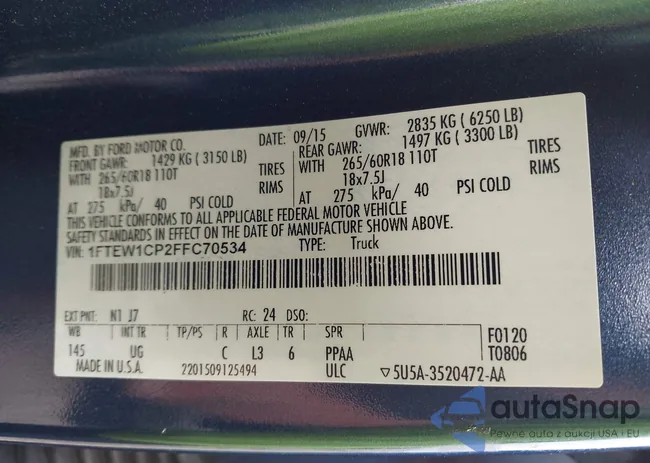 MFD. BY FORD MOTOR CO. DATE: 09/15 GVWR: 2835 KG ( 6250 LB)
FRONT GAWR: 1429 KG ( 3150 LB) REAR GAWR: 1497 KG ( 3300 LB)
WITH 265/60R18 110T TIRES WITH 265/60R18 110T TIRES
18x7.5J RIMS 18x7.5J RIMS
AT 275 kPa/ 40 PSI COLD AT 275 kPa/ 40 PSI COLD
THIS VEHICLE CONFORMS TO ALL APPLICABLE FEDERAL MOTOR VEHICLE
SAFETY STANDARDS IN EFFECT ON THE DATE OF MANUFACTURE SHOWN ABOVE.
VIN: 1FTEW1CP2FFC70534 TYPE: Truck
EXT PNT: N1 J7 RC: 24 DSO:
WB INT TR TP/PS R AXLE TR SPR F0120
145 UG C L3 6 PPAA T0806
MADE IN U.S.A. 2201509125494 ULC ▽5U5A-3520472-AA
autaSnap
Pewne auta z aukcji USA i EU